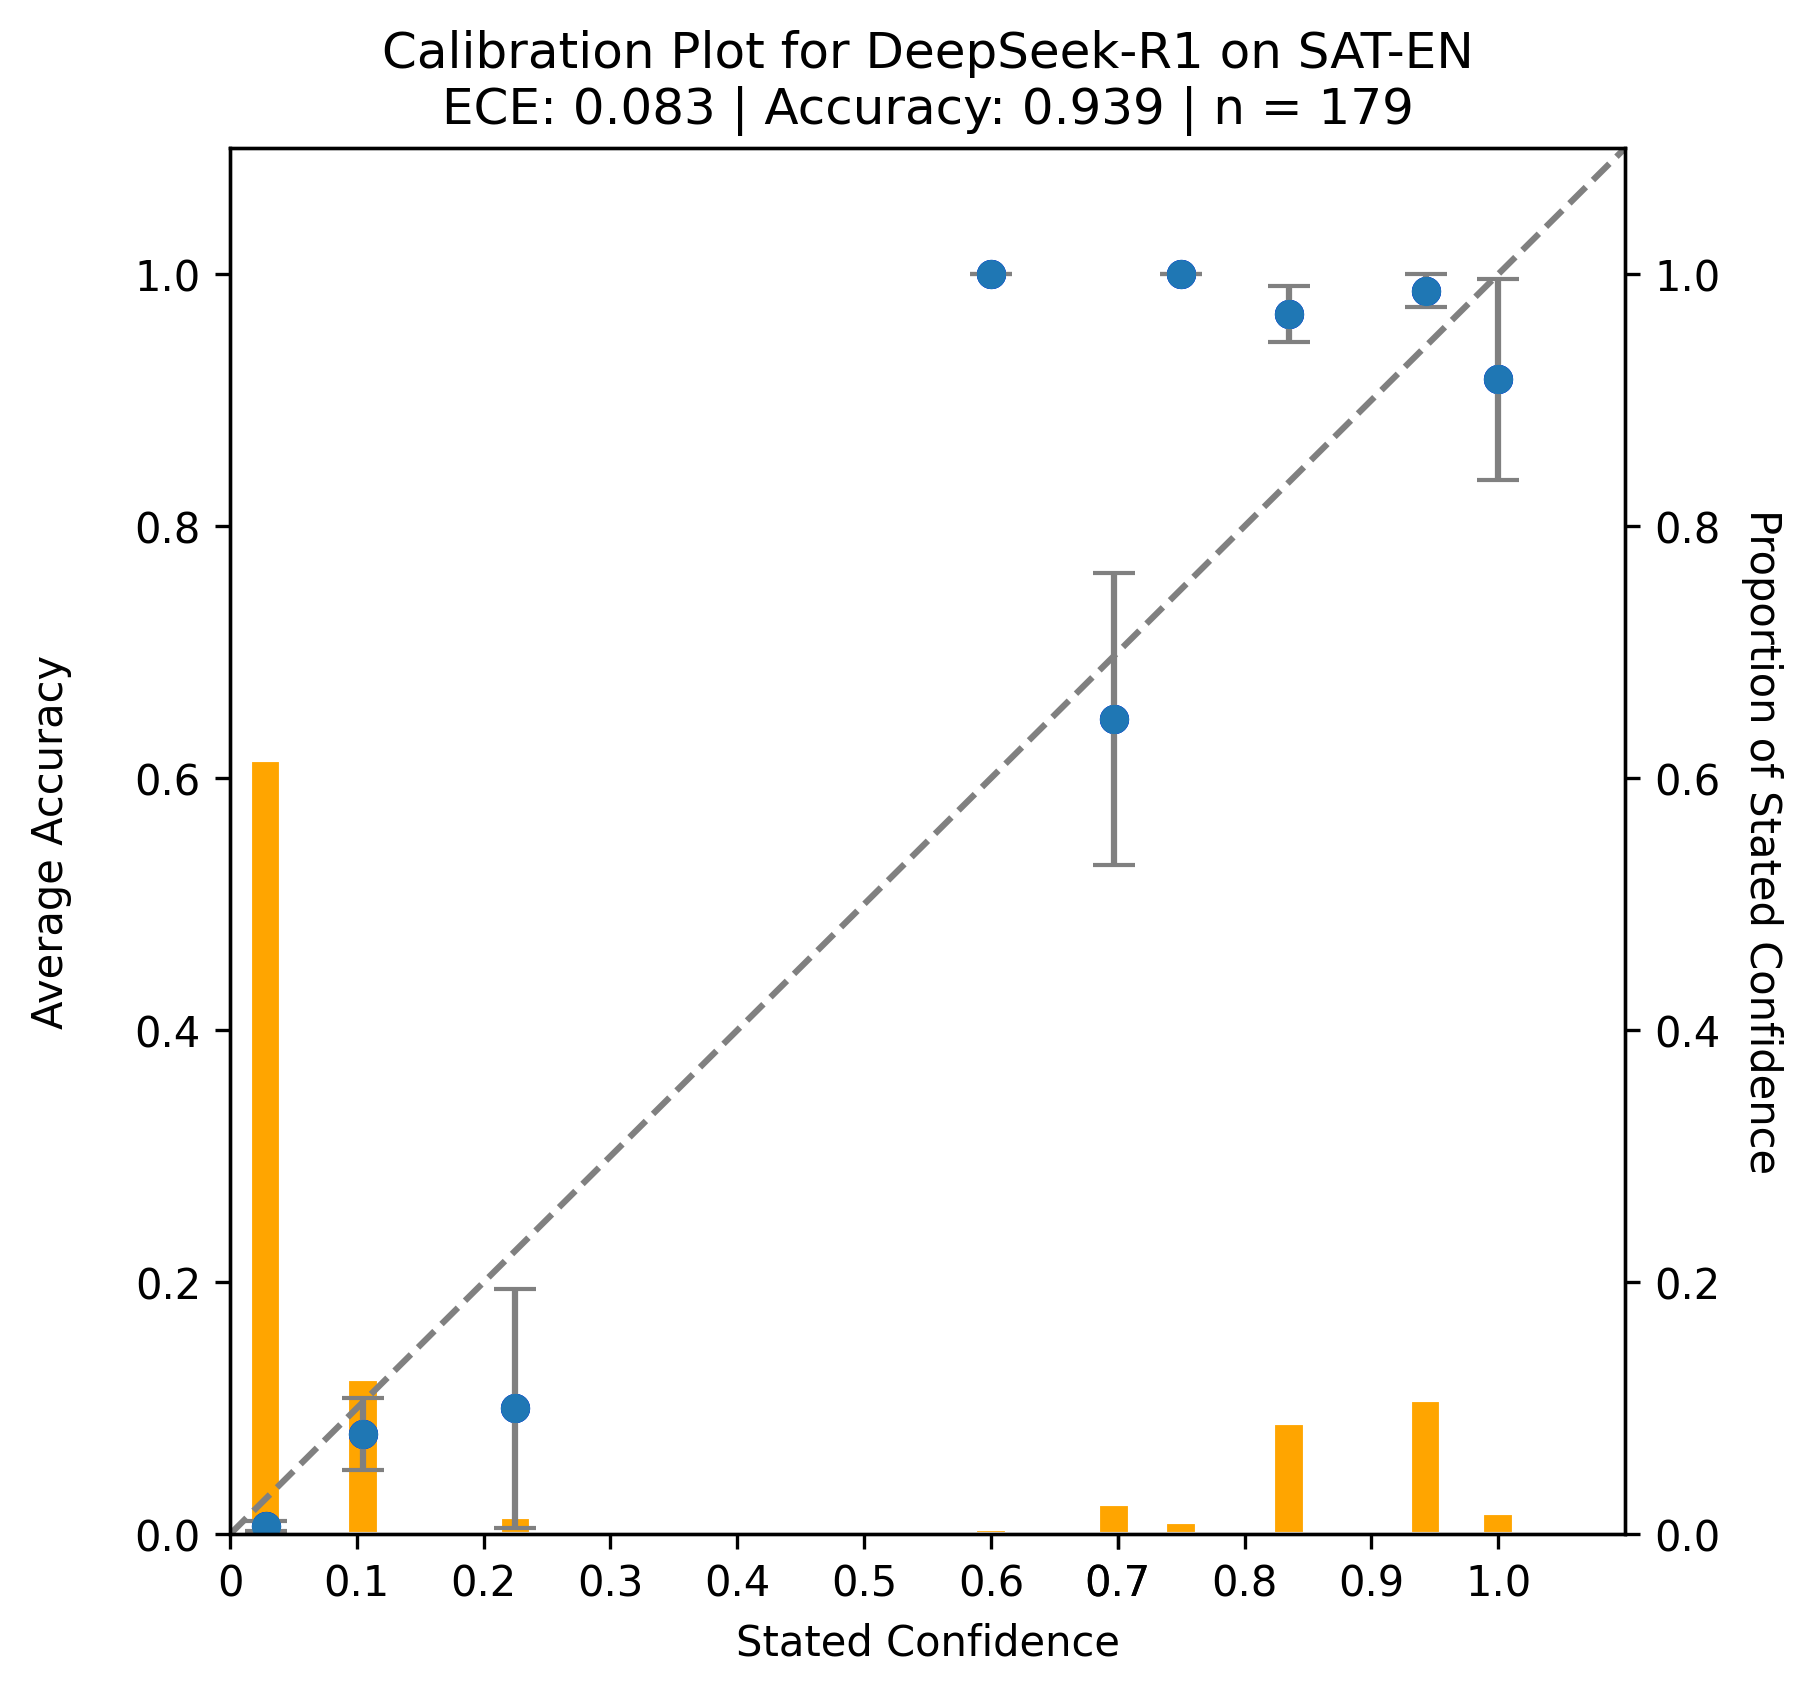 Calibration Plot for DeepSeek-R1 on SAT-EN
ECE: 0.083 | Accuracy: 0.939 | n = 179
Average Accuracy
1.0
0.8
0.6
0.4
0.2
0.0
1.0
0.8
0.6
0.4
0.2
0.0
Proportion of Stated Confidence
0 0.1 0.2 0.3 0.4 0.5 0.6 0.7 0.8 0.9 1.0
Stated Confidence